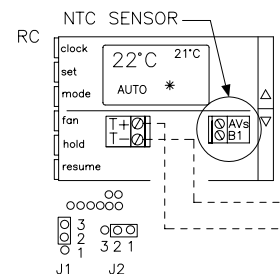 NTC SENSOR
RC
clock
set
mode
fan
hold
resume
22°C
21°C
AUTO *
T+
T-
AVs
B1
3
2
1
J1
3 2 1
J2